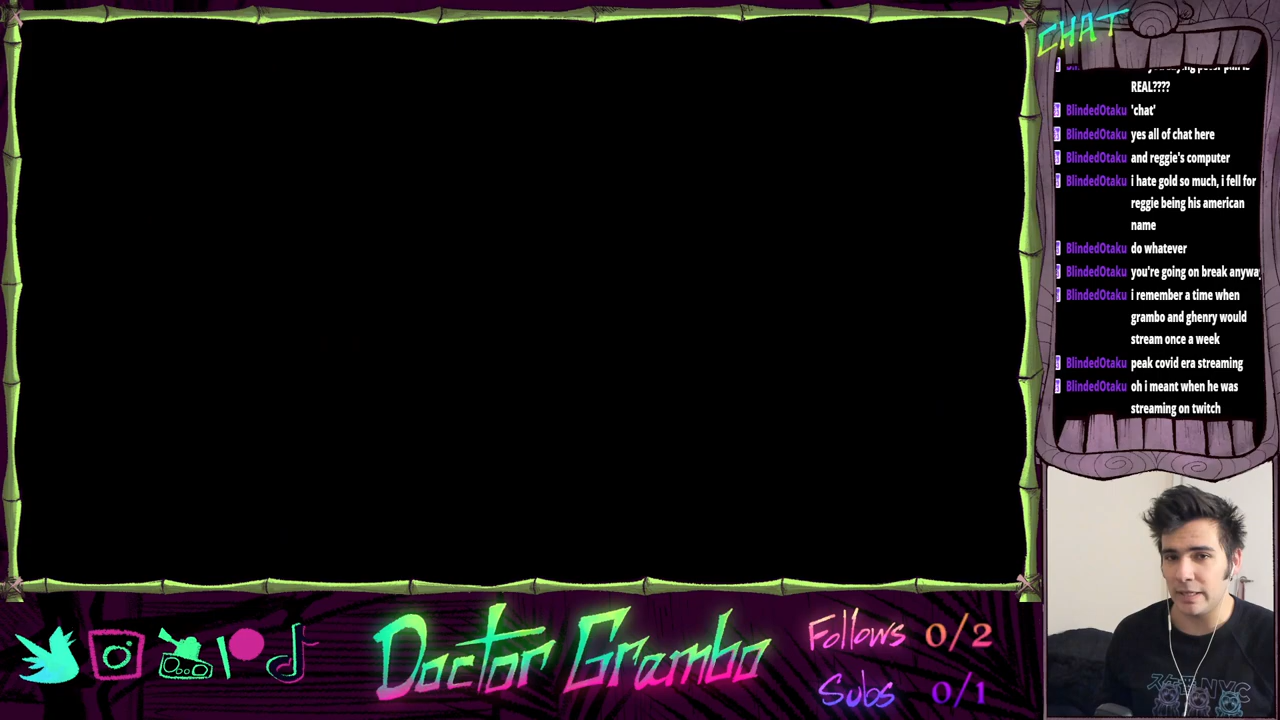 CHAT
REAL????
BlindedOtaku 'chat'
BlindedOtaku yes all of chat here
BlindedOtaku and reggie's computer
BlindedOtaku i hate gold so much, i fell for
reggie being his american
name
BlindedOtaku do whatever
BlindedOtaku you're going on break anyway
BlindedOtaku i remember a time when
grambo and ghenry would
stream once a week
BlindedOtaku peak covid era streaming
BlindedOtaku oh i meant when he was
streaming on twitch
Doctor Grambo
Follows 0/2
Subs 0/1
NYC